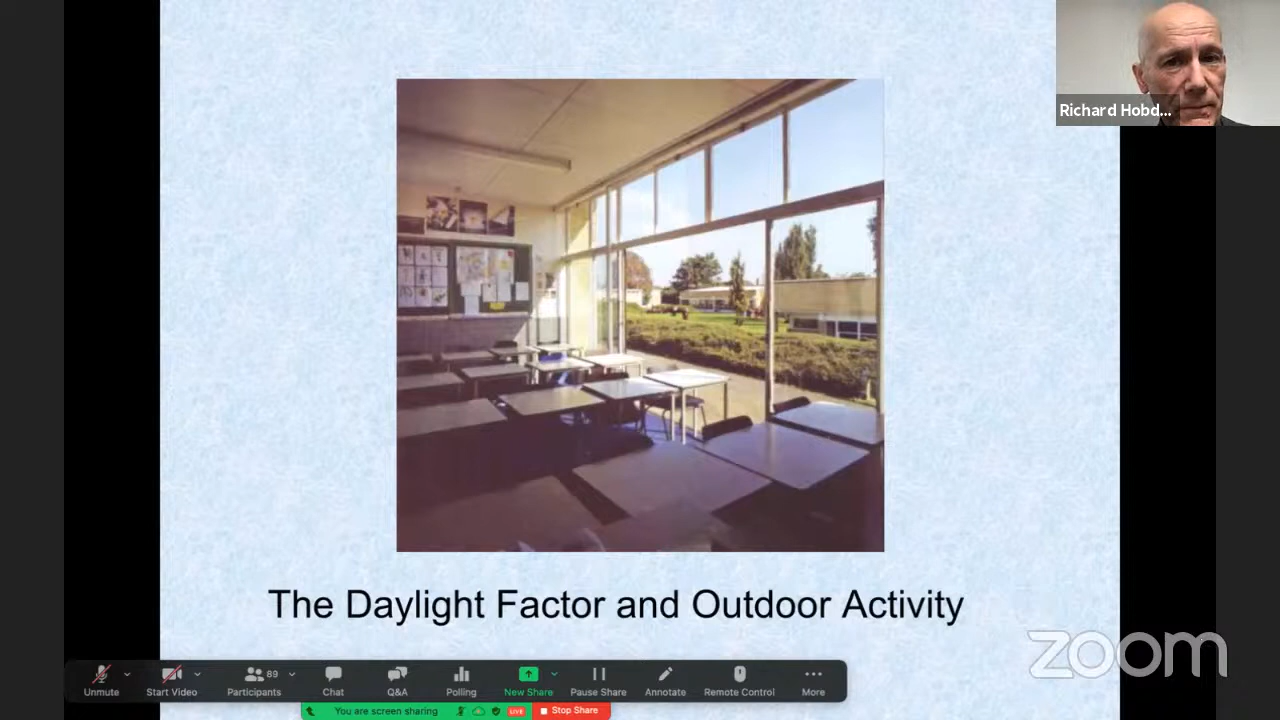 Richard Hobd...
The Daylight Factor and Outdoor Activity
zoom
Unmute
Start Video
89
Participants
Chat
Q&A
Polling
New Share
Pause Share
Annotate
Remote Control
More
You are screen sharing
LIVE
Stop Share